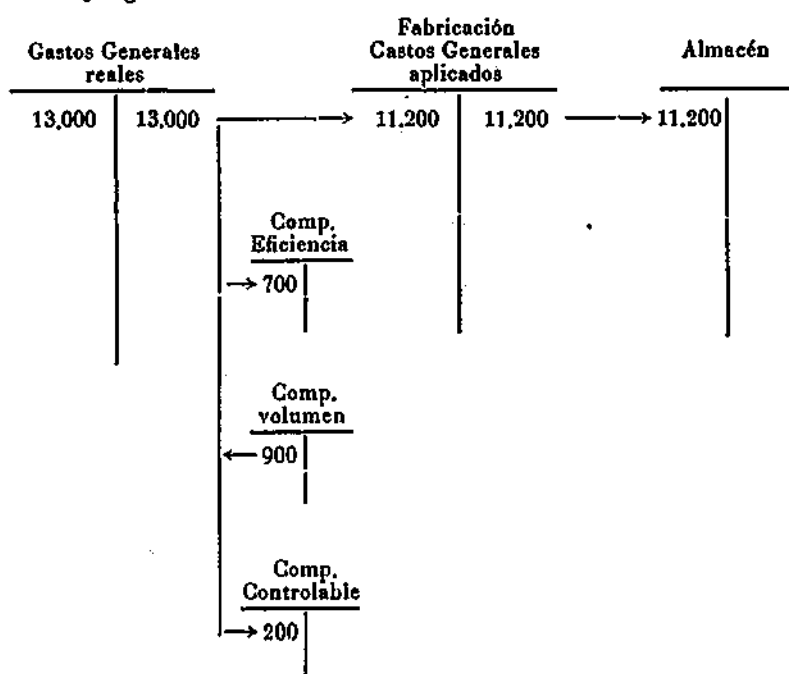 Gastos Generales
reales
Fabricación
Castos Generales
aplicados
Almacén
13,000 13,000 11,200 11,200 11,200
Comp.
Eficiencia
700
Comp.
volumen
900
Comp.
Controlable
200